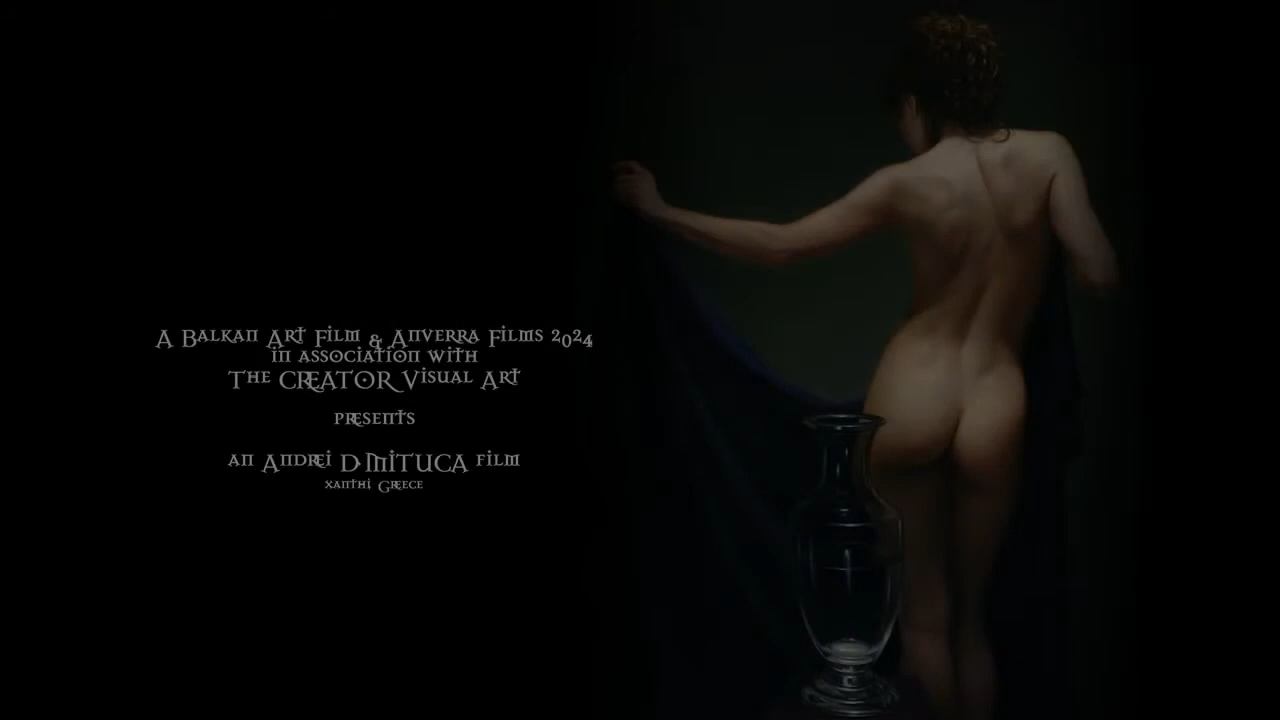 A Balkan Art Film & Anverra Films 2024
in association with
The CREATOR Visual Art
presents
an Andrei D.MITUCA film
xanthi Greece